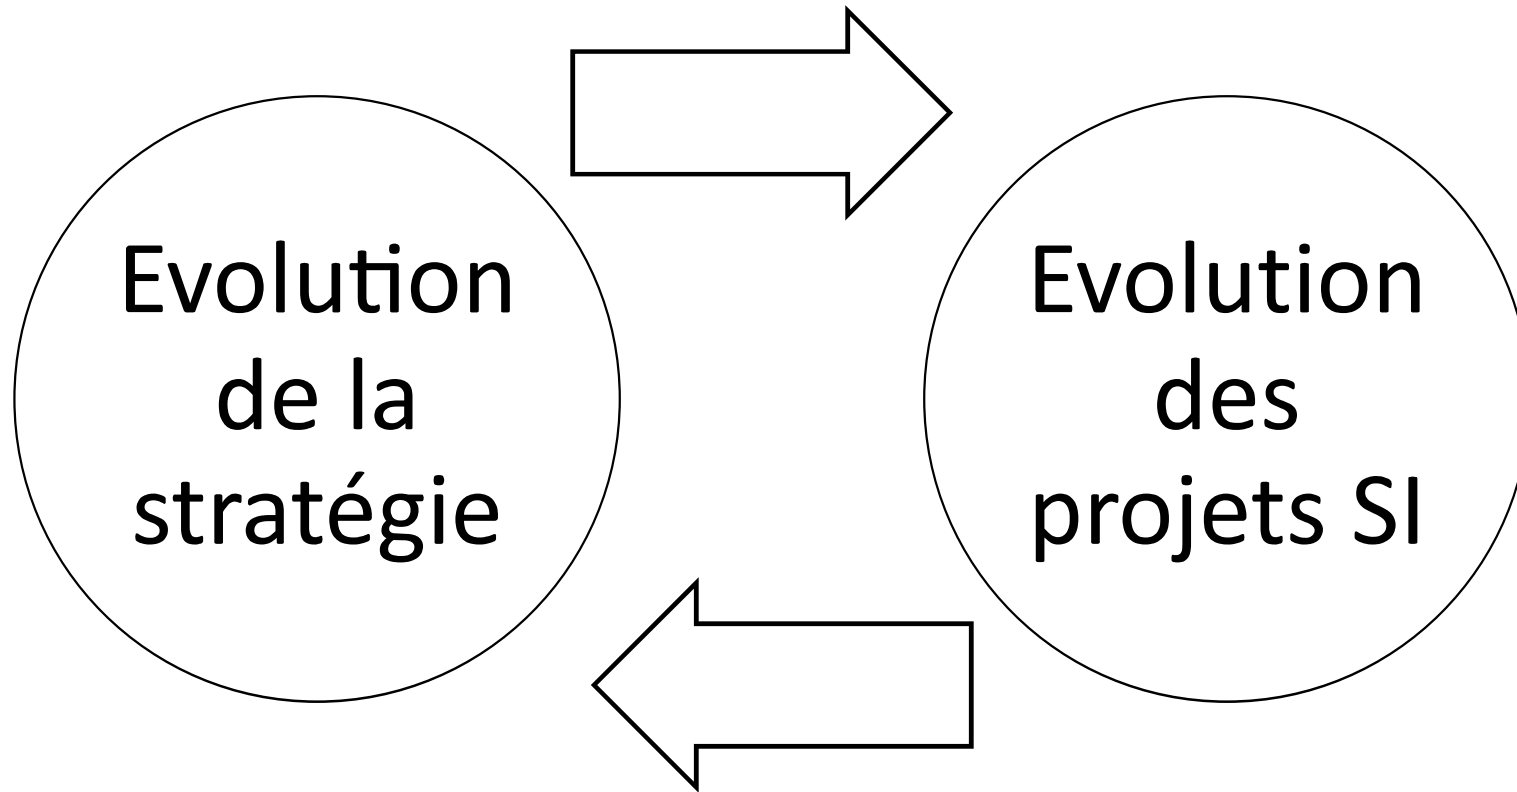 Evolution
de la
stratégie
Evolution
des
projets SI